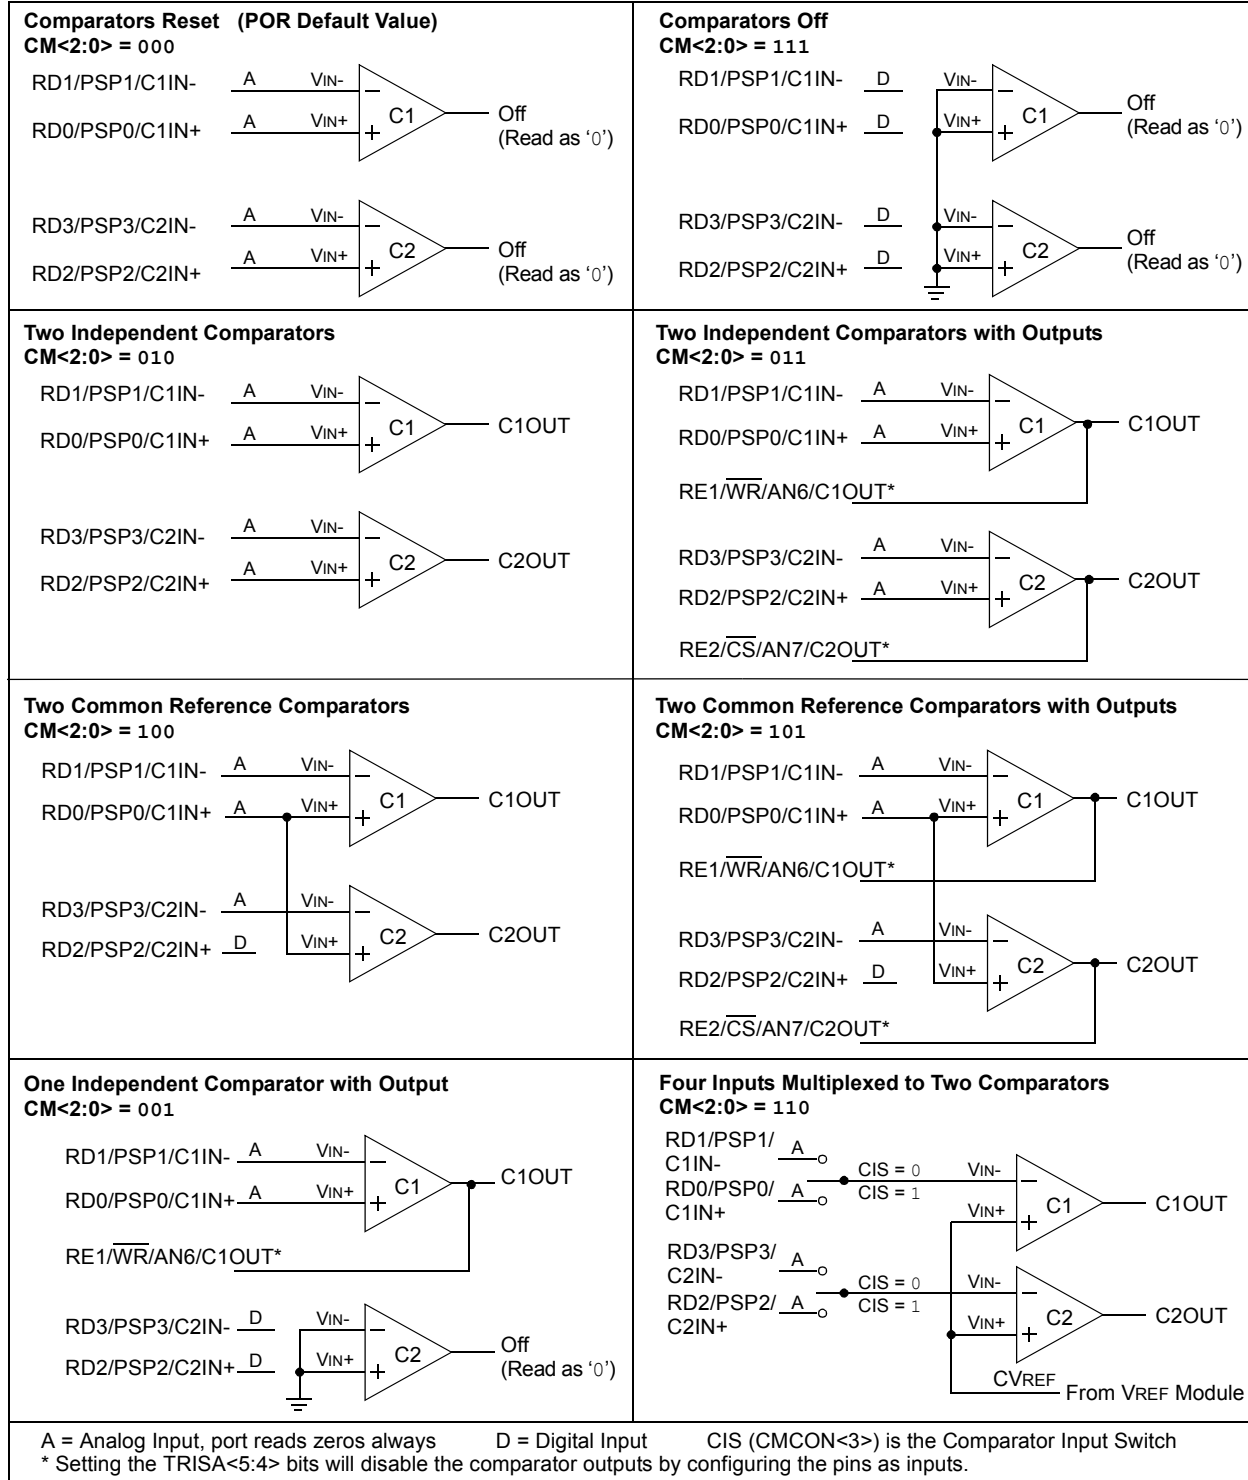 Comparators Reset (POR Default Value)
CM<2:0> = 000
RD1/PSP1/C1IN- A VIN-
RD0/PSP0/C1IN+ A VIN+
C1
Off
(Read as ‘0’)
RD3/PSP3/C2IN- A VIN-
RD2/PSP2/C2IN+ A VIN+
C2
Off
(Read as ‘0’)
Comparators Off
CM<2:0> = 111
RD1/PSP1/C1IN- D VIN-
RD0/PSP0/C1IN+ D VIN+
C1
Off
(Read as ‘0’)
RD3/PSP3/C2IN- D VIN-
RD2/PSP2/C2IN+ D VIN+
C2
Off
(Read as ‘0’)
Two Independent Comparators
CM<2:0> = 010
RD1/PSP1/C1IN- A VIN-
RD0/PSP0/C1IN+ A VIN+
C1 C1OUT
RD3/PSP3/C2IN- A VIN-
RD2/PSP2/C2IN+ A VIN+
C2 C2OUT
Two Independent Comparators with Outputs
CM<2:0> = 011
RD1/PSP1/C1IN- A VIN-
RD0/PSP0/C1IN+ A VIN+
C1 C1OUT
RE1/WR/AN6/C1OUT*
RD3/PSP3/C2IN- A VIN-
RD2/PSP2/C2IN+ A VIN+
C2 C2OUT
RE2/CS/AN7/C2OUT*
Two Common Reference Comparators
CM<2:0> = 100
RD1/PSP1/C1IN- A VIN-
RD0/PSP0/C1IN+ A VIN+
C1 C1OUT
RD3/PSP3/C2IN- A VIN-
RD2/PSP2/C2IN+ D VIN+
C2 C2OUT
Two Common Reference Comparators with Outputs
CM<2:0> = 101
RD1/PSP1/C1IN- A VIN-
RD0/PSP0/C1IN+ A VIN+
C1 C1OUT
RE1/WR/AN6/C1OUT*
RD3/PSP3/C2IN- A VIN-
RD2/PSP2/C2IN+ D VIN+
C2 C2OUT
RE2/CS/AN7/C2OUT*
One Independent Comparator with Output
CM<2:0> = 001
RD1/PSP1/C1IN- A VIN-
RD0/PSP0/C1IN+ A VIN+
C1 C1OUT
RE1/WR/AN6/C1OUT*
RD3/PSP3/C2IN- D VIN-
RD2/PSP2/C2IN+ D VIN+
C2
Off
(Read as ‘0’)
Four Inputs Multiplexed to Two Comparators
CM<2:0> = 110
RD1/PSP1/
C1IN- A
RD0/PSP0/
C1IN+ A
CIS = 0 VIN-
CIS = 1
VIN+
C1 C1OUT
RD3/PSP3/
C2IN- A
RD2/PSP2/
C2IN+ A
CIS = 0 VIN-
CIS = 1
VIN+
C2 C2OUT
CVREF
From VREF Module
A = Analog Input, port reads zeros always D = Digital Input CIS (CMCON<3>) is the Comparator Input Switch
* Setting the TRISA<5:4> bits will disable the comparator outputs by configuring the pins as inputs.